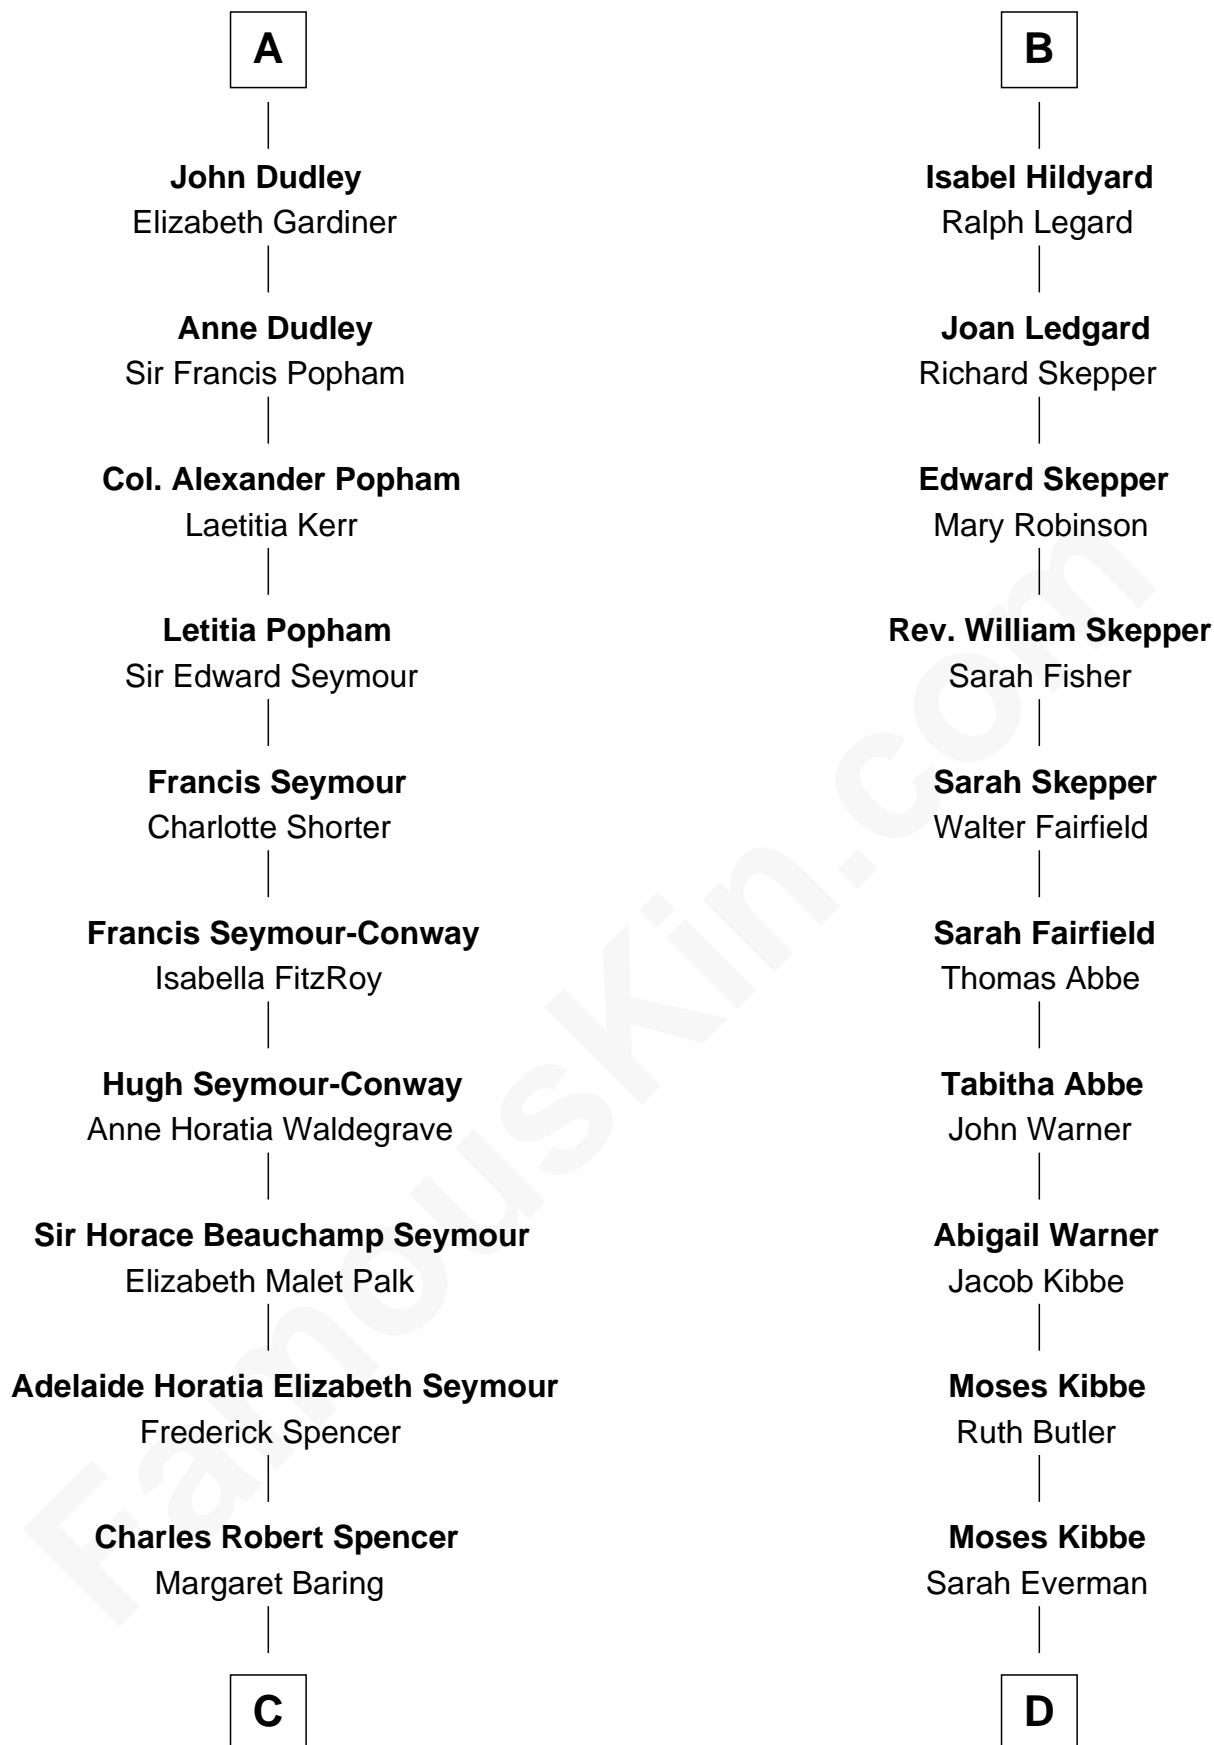 A
John Dudley
Elizabeth Gardiner
Anne Dudley
Sir Francis Popham
Col. Alexander Popham
Laetitia Kerr
Letitia Popham
Sir Edward Seymour
Francis Seymour
Charlotte Shorter
Francis Seymour-Conway
Isabella FitzRoy
Hugh Seymour-Conway
Anne Horatia Waldegrave
Sir Horace Beauchamp Seymour
Elizabeth Malet Palk
Adelaide Horatia Elizabeth Seymour
Frederick Spencer
Charles Robert Spencer
Margaret Baring
C
B
Isabel Hildyard
Ralph Legard
Joan Ledgard
Richard Skepper
Edward Skepper
Mary Robinson
Rev. William Skepper
Sarah Fisher
Sarah Skepper
Walter Fairfield
Sarah Fairfield
Thomas Abbe
Tabitha Abbe
John Warner
Abigail Warner
Jacob Kibbe
Moses Kibbe
Ruth Butler
Moses Kibbe
Sarah Everman
D
FamousKin.com